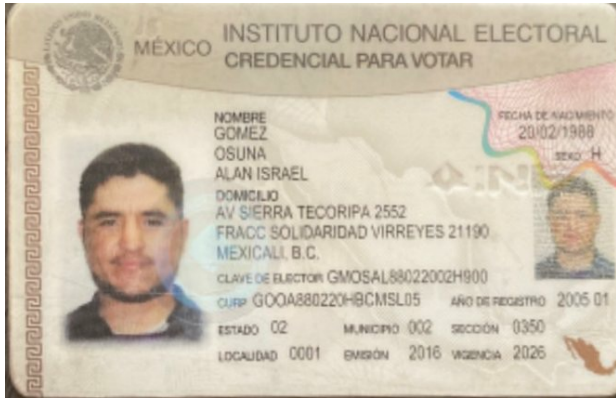 MÉXICO INSTITUTO NACIONAL ELECTORAL
CREDENCIAL PARA VOTAR
NOMBRE
GOMEZ
OSUNA
ALAN ISRAEL
FECHA DE NACIMIENTO
20/02/1988
SEXO H
DOMICILIO
AV SIERRA TECORIPA 2552
FRACC SOLIDARIDAD VIRREYES 21190
MEXICALI, B.C.
CLAVE DE ELECTOR GMOSAL88022002H900
CURP GOOA880220HBCMSL05 AÑO DE REGISTRO 2005 01
ESTADO 02 MUNICIPIO 002 SECCIÓN 0350
LOCALIDAD 0001 EMISIÓN 2016 VIGENCIA 2026